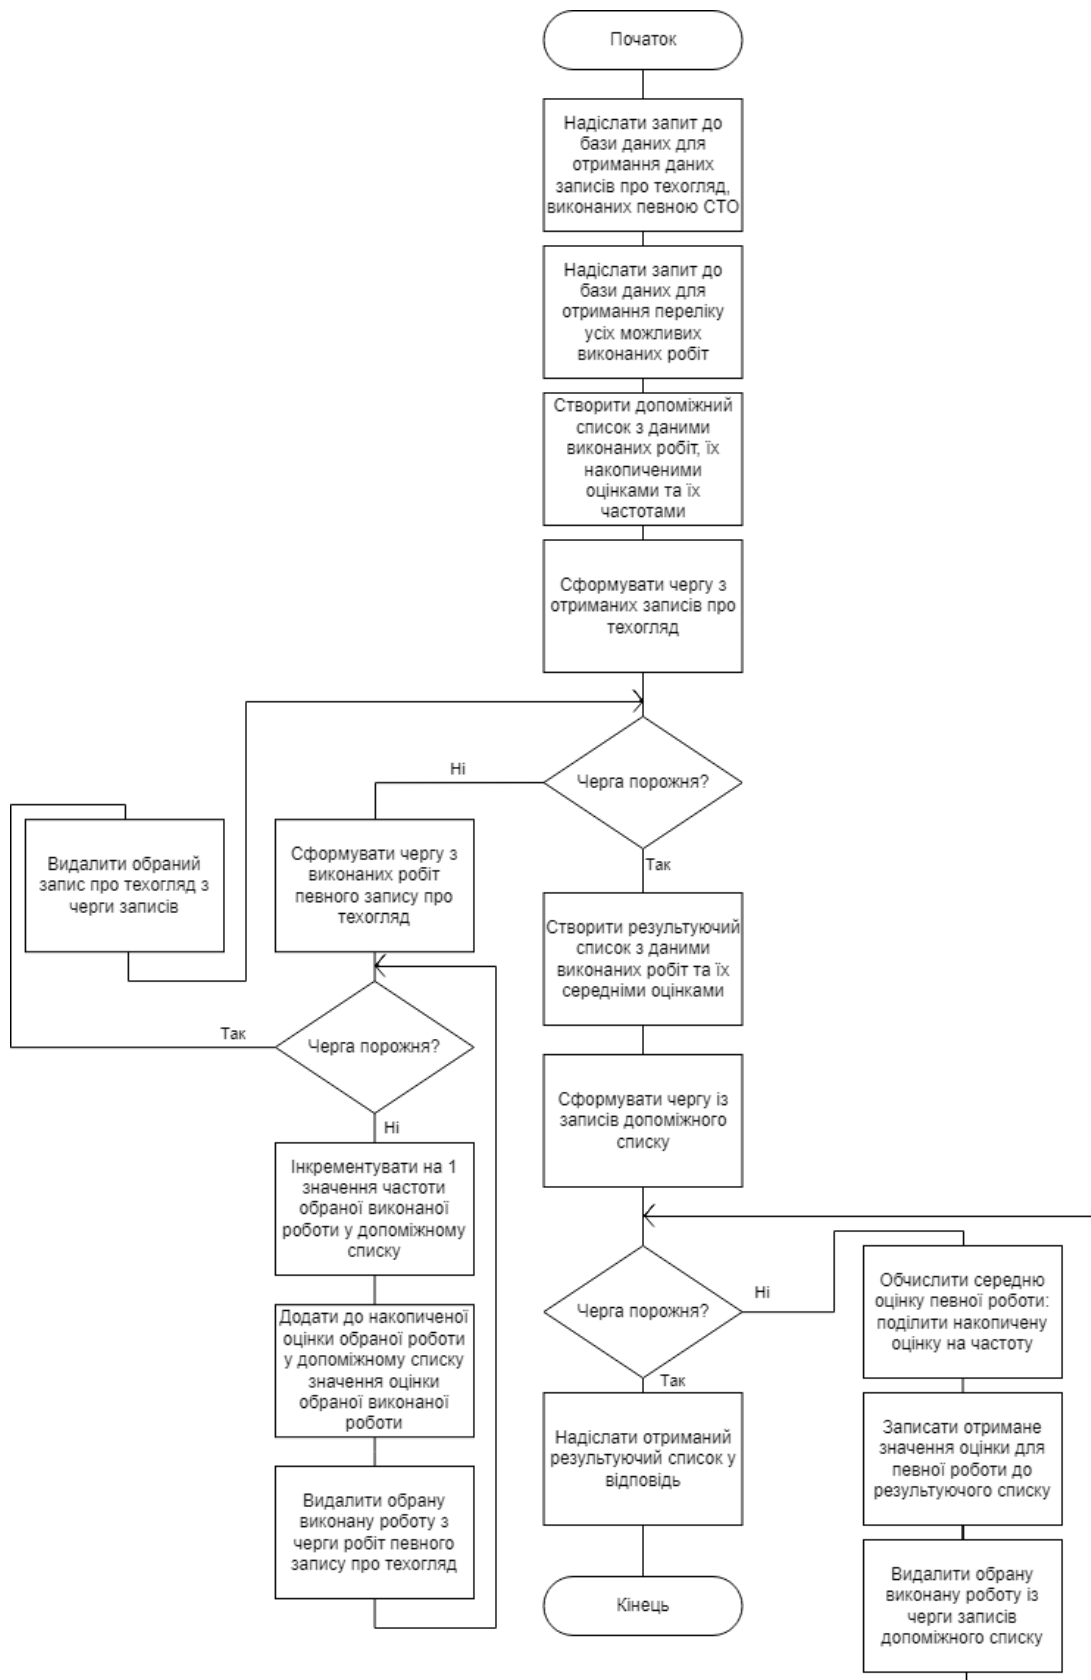 Початок
Надіслати запит до
бази даних для
отримання даних
записів про техогляд,
виконаних певною СТО
Надіслати запит до
бази даних для
отримання переліку
усіх можливих
виконаних робіт
Створити допоміжний
список з даними
виконаних робіт, їх
накопиченими
оцінками та їх
частотами
Сформувати чергу з
отриманих записів про
техогляд
Черга порожня?
Ні
Так
Видалити обраний
запис про техогляд з
черги записів
Сформувати чергу з
виконаних робіт
певного запису про
техогляд
Черга порожня?
Так
Ні
Інкрементувати на 1
значення частоти
обраної виконаної
роботи у допоміжному
списку
Додати до накопиченої
оцінки обраної роботи
у допоміжному списку
значення оцінки
обраної виконаної
роботи
Видалити обрану
виконану роботу з
черги робіт певного
запису про техогляд
Створити результуючий
список з даними
виконаних робіт та їх
середніми оцінками
Сформувати чергу із
записів допоміжного
списку
Черга порожня?
Ні
Так
Обчислити середню
оцінку певної роботи:
поділити накопичену
оцінку на частоту
Записати отримане
значення оцінки для
певної роботи до
результуючого списку
Видалити обрану
виконану роботу із
черги записів
допоміжного списку
Надіслати отриманий
результуючий список у
відповідь
Кінець